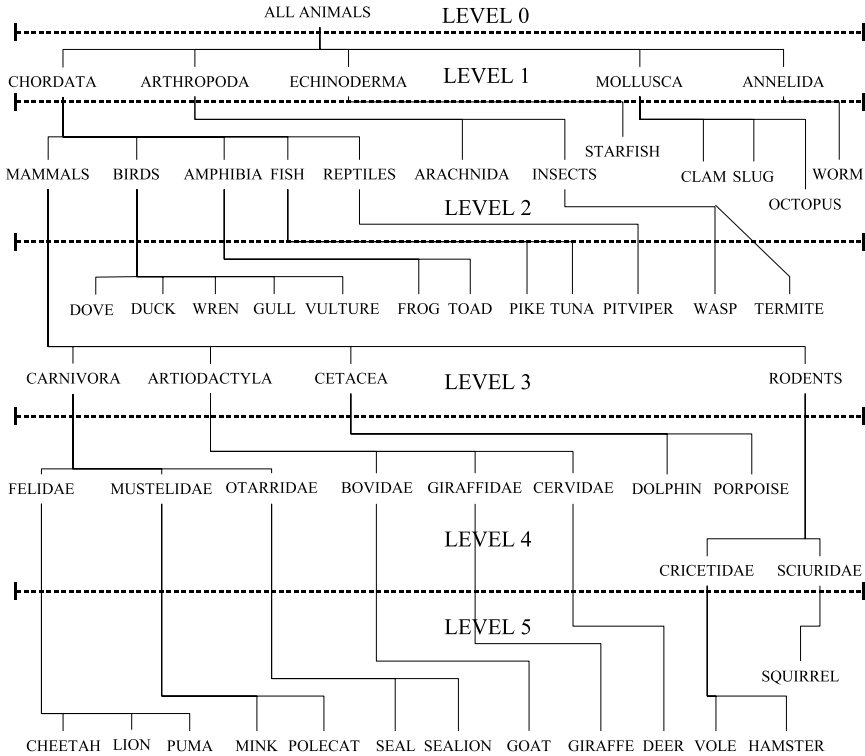 ALL ANIMALS
LEVEL 0
CHORDATA ARTHROPODA ECHINODERMA LEVEL 1 MOLLUSCA ANNELIDA
STARFISH
MAMMALS BIRDS AMPHIBIA FISH REPTILES ARACHNIDA INSECTS CLAM SLUG WORM
LEVEL 2 OCTOPUS
DOVE DUCK WREN GULL VULTURE FROG TOAD PIKE TUNA PITVIPER WASP TERMITE
CARNIVORA ARTIODACTYLA CETACEA LEVEL 3 RODENTS
FELIDAE MUSTELIDAE OTARRIDAE BOVIDAE GIRAFFIDAE CERVIDAE DOLPHIN PORPOISE
LEVEL 4
CRICETIDAE SCIURIDAE
LEVEL 5
SQUIRREL
CHEETAH LION PUMA MINK POLECAT SEAL SEALION GOAT GIRAFFE DEER VOLE HAMSTER